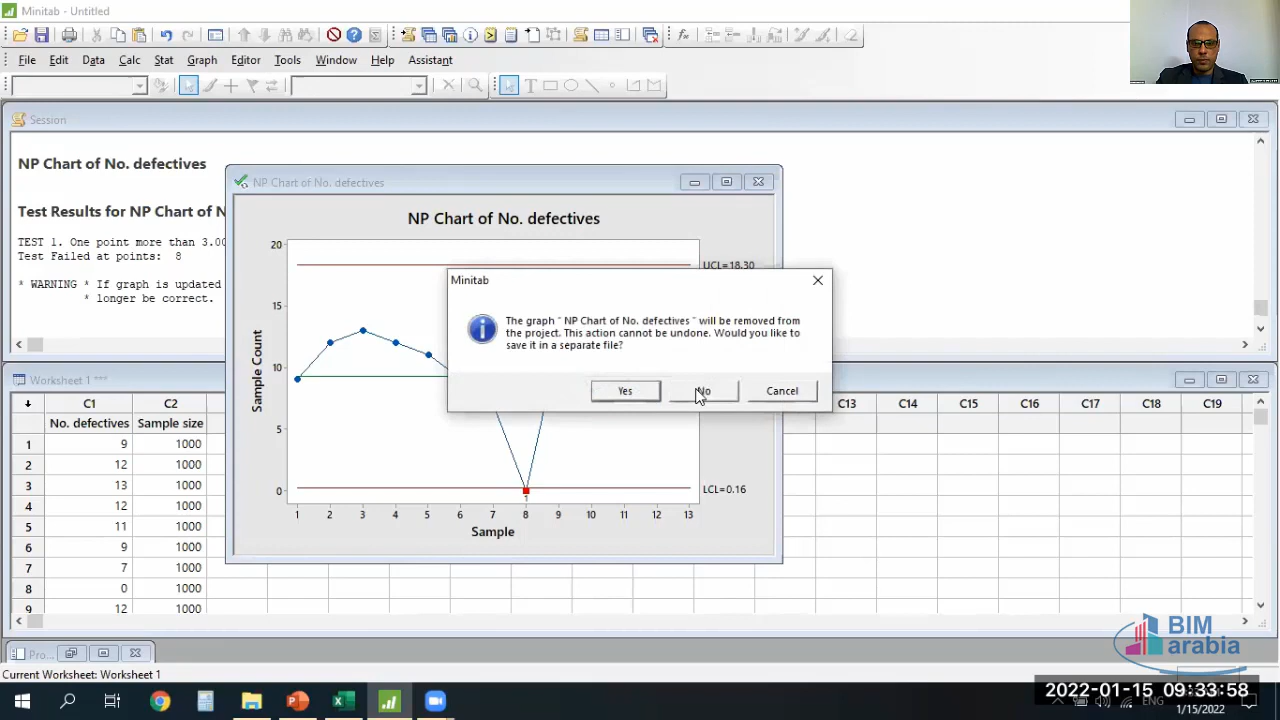 Minitab - Untitled
File Edit Data Calc Stat Graph Editor Tools Window Help Assistant
Session
NP Chart of No. defectives
Test Results for NP Chart of N
TEST 1. One point more than 3.00
Test Failed at points: 8
* WARNING * If graph is updated
* longer be correct.
NP Chart of No. defectives
NP Chart of No. defectives
20
15
10
5
0
Sample Count
UCL=18.30
LCL=0.16
1
1 2 3 4 5 6 7 8 9 10 11 12 13
Sample
Minitab
The graph " NP Chart of No. defectives " will be removed from
the project. This action cannot be undone. Would you like to
save it in a separate file?
Yes No Cancel
Worksheet 1 ***
C1 C2 C13 C14 C15 C16 C17 C18 C19
No. defectives Sample size
1 9 1000
2 12 1000
3 13 1000
4 12 1000
5 11 1000
6 9 1000
7 7 1000
8 0 1000
9 12 1000
Pro...
Current Worksheet: Worksheet 1
BIM
arabia
2022-01-15 09:33:58
ENG
1/15/2022